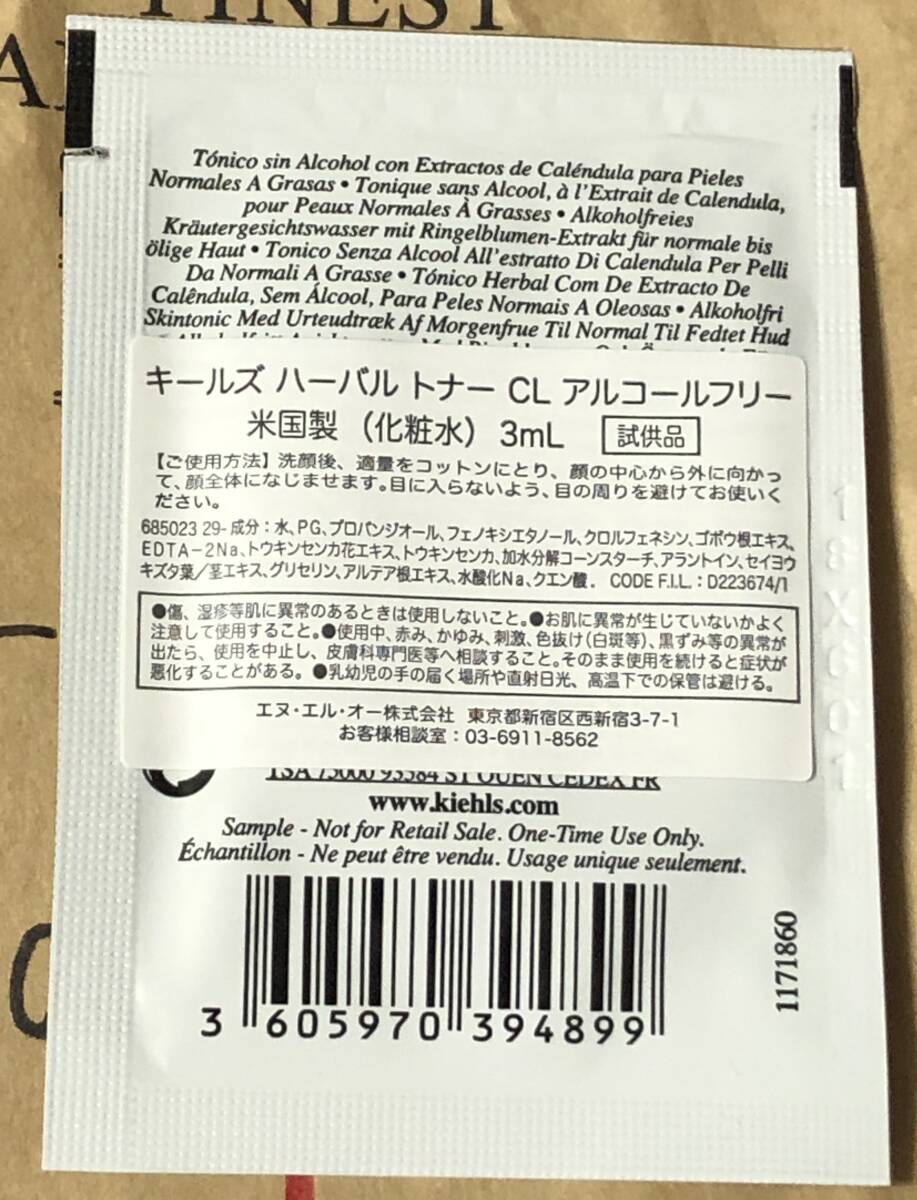 FINEST
Tónico sin Alcohol con Extractos de Caléndula para Pieles
Normales A Grasas • Tonique sans Alcool, à l'Extrait de Calendula,
pour Peaux Normales À Grasses • Alkoholfreies
Kräutergesichtswasser mit Ringelblumen-Extrakt für normale bis
ölige Haut • Tonico Senza Alcool All'estratto Di Calendula Per Pelli
Da Normali A Grasse • Tónico Herbal Com De Extracto De
Calêndula, Sem Álcool, Para Peles Normais A Oleosas • Alkoholfri
Skintonic Med Urteudtræk Af Morgenfrue Til Normal Til Fedtet Hud
キールズ ハーバル トナー CL アルコールフリー
米国製 （化粧水） 3mL 試供品
【ご使用方法】洗顔後、適量をコットンにとり、顔の中心から外に向かっ
て、顔全体になじませます。目に入らないよう、目の周りを避けてお使いく
ださい。
685023 29-成分：水、PG、プロパンジオール、フェノキシエタノール、クロルフェネシン、ゴボウ根エキス、
EDTA-2Na、トウキンセンカ花エキス、トウキンセンカ、加水分解コーンスターチ、アラントイン、セイヨウ
キズタ葉／茎エキス、グリセリン、アルテア根エキス、水酸化Na、クエン酸． CODE F.I.L.：D223674/1
●傷、湿疹等肌に異常のあるときは使用しないこと。●お肌に異常が生じていないかよく
注意して使用すること。●使用中、赤み、かゆみ、刺激、色抜け(白斑等)、黒ずみ等の異常が
出たら、使用を中止し、皮膚科専門医等へ相談すること。そのまま使用を続けると症状が
悪化することがある。●乳幼児の手の届く場所や直射日光、高温下での保管は避ける。
エヌ・エル・オー株式会社 東京都新宿区西新宿3-7-1
お客様相談室：03-6911-8562
TSA 75000 93584 ST OUEN CEDEX FR
www.kiehls.com
Sample - Not for Retail Sale. One-Time Use Only.
Échantillon - Ne peut être vendu. Usage unique seulement.
3 605970 394899
1171860